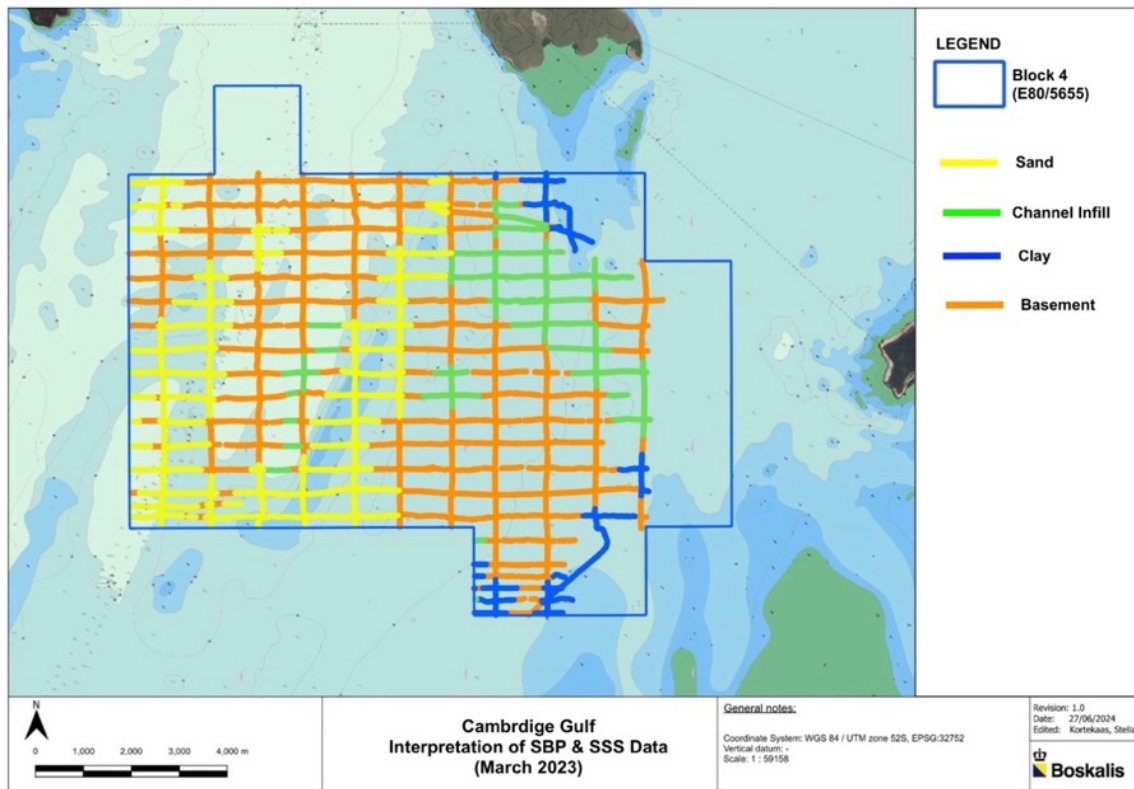 LEGEND
Block 4
(E80/5655)
Sand
Channel Infill
Clay
Basement
N
0 1,000 2,000 3,000 4,000 m
Cambrdige Gulf
Interpretation of SBP & SSS Data
(March 2023)
General notes:
Coordinate System: WGS 84 / UTM zone 52S, EPSG:32752
Vertical datum: -
Scale: 1 : 59158
Revision: 1.0
Date: 27/06/2024
Edited: Kortekaas, Stella
Boskalis